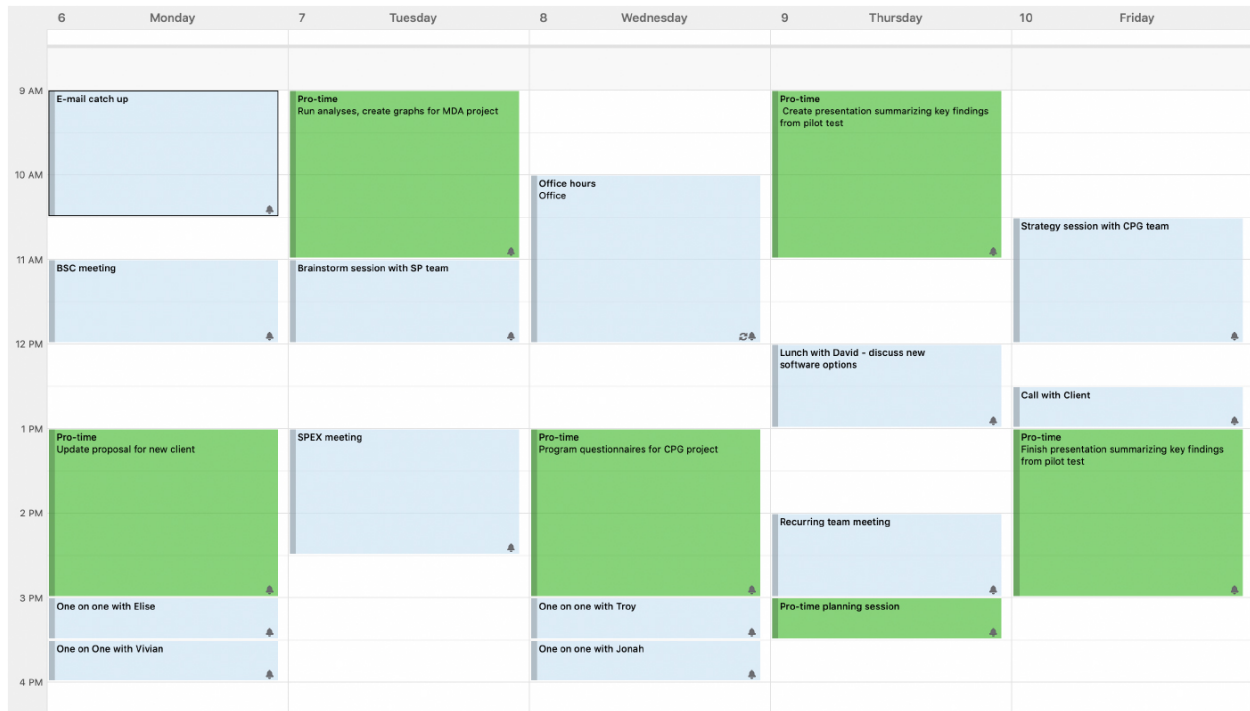 6 Monday 7 Tuesday 8 Wednesday 9 Thursday 10 Friday
9 AM
10 AM
11 AM
12 PM
1 PM
2 PM
3 PM
4 PM
E-mail catch up
BSC meeting
Pro-time
Update proposal for new client
One on one with Elise
One on One with Vivian
Pro-time
Run analyses, create graphs for MDA project
Brainstorm session with SP team
SPEX meeting
Office hours
Office
Pro-time
Program questionnaires for CPG project
One on one with Troy
One on one with Jonah
Pro-time
Create presentation summarizing key findings
from pilot test
Lunch with David - discuss new
software options
Recurring team meeting
Pro-time planning session
Strategy session with CPG team
Call with Client
Pro-time
Finish presentation summarizing key findings
from pilot test